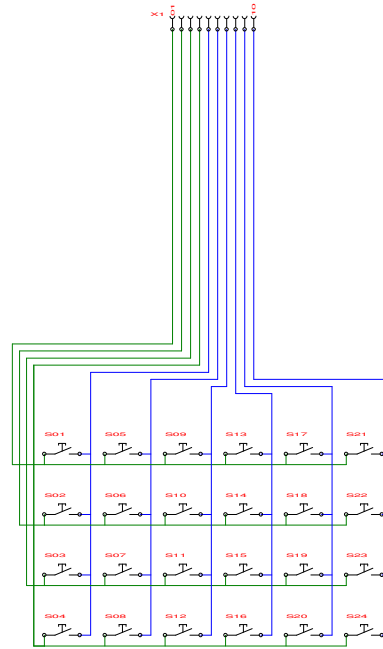 X1 01 10
S01 S05 S09 S13 S17 S21
S02 S06 S10 S14 S18 S22
S03 S07 S11 S15 S19 S23
S04 S08 S12 S16 S20 S24